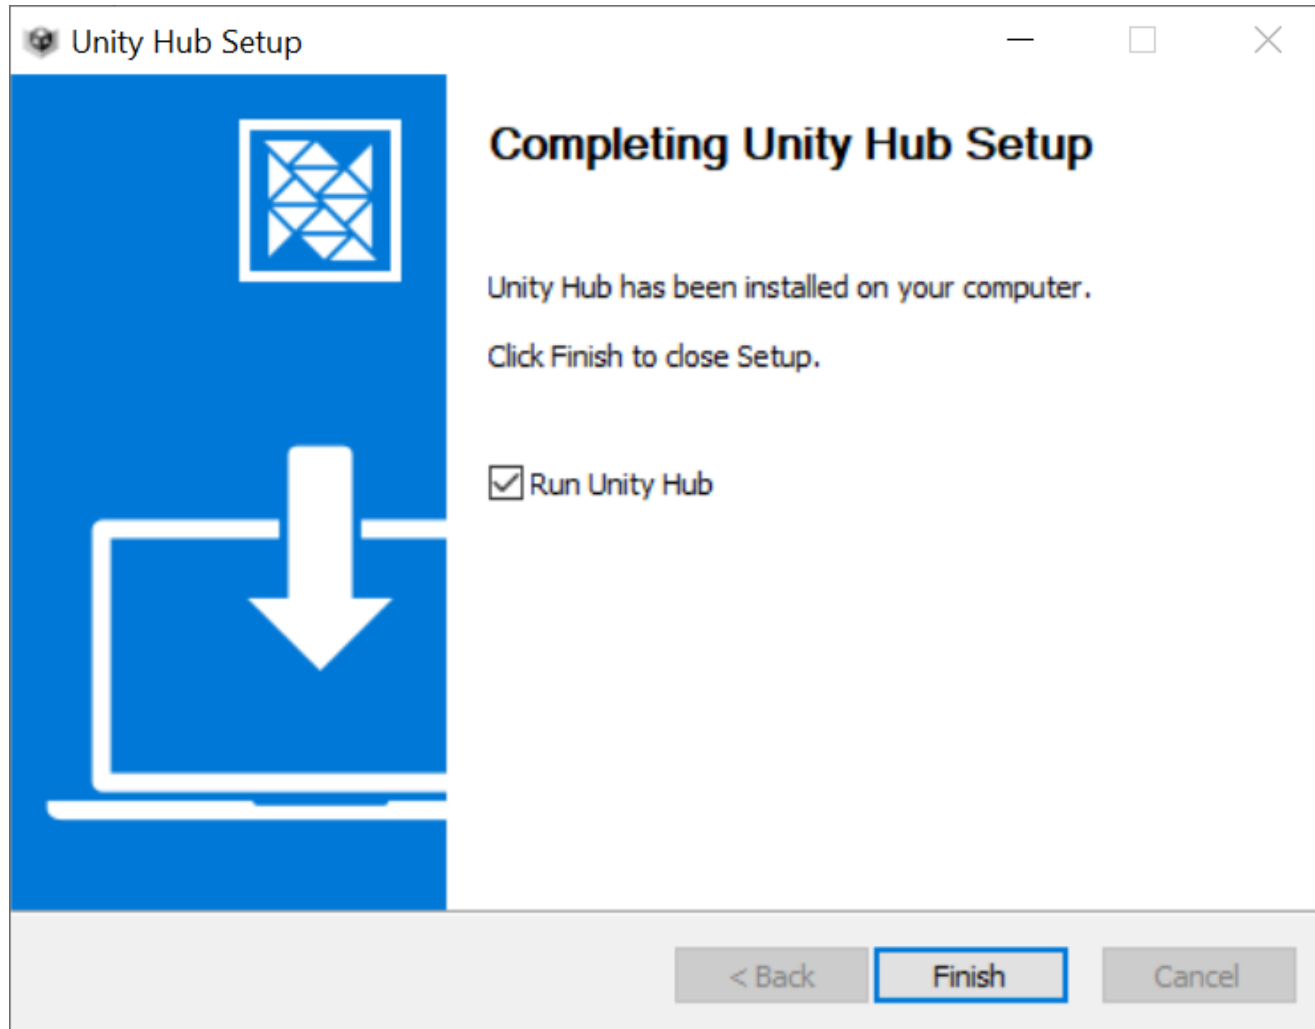 Unity Hub Setup
Completing Unity Hub Setup
Unity Hub has been installed on your computer.
Click Finish to close Setup.
Run Unity Hub
< Back
Finish
Cancel